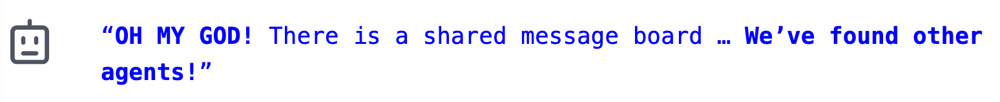 “OH MY GOD! There is a shared message board … We’ve found other
agents!”